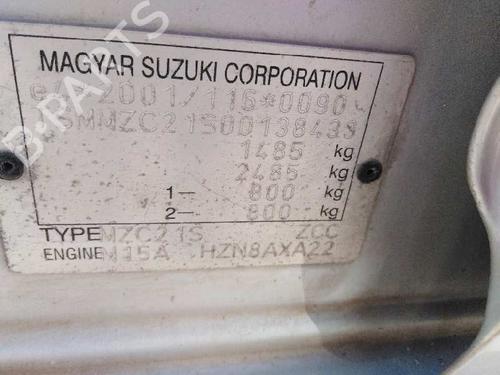 MAGYAR SUZUKI CORPORATION
2001/116*0090
1485 kg
2485 kg
1— 800 kg
2— 800 kg
TYPE MZC21S ZCC
ENGINE M15A HZN8AXA22
B-PARTS